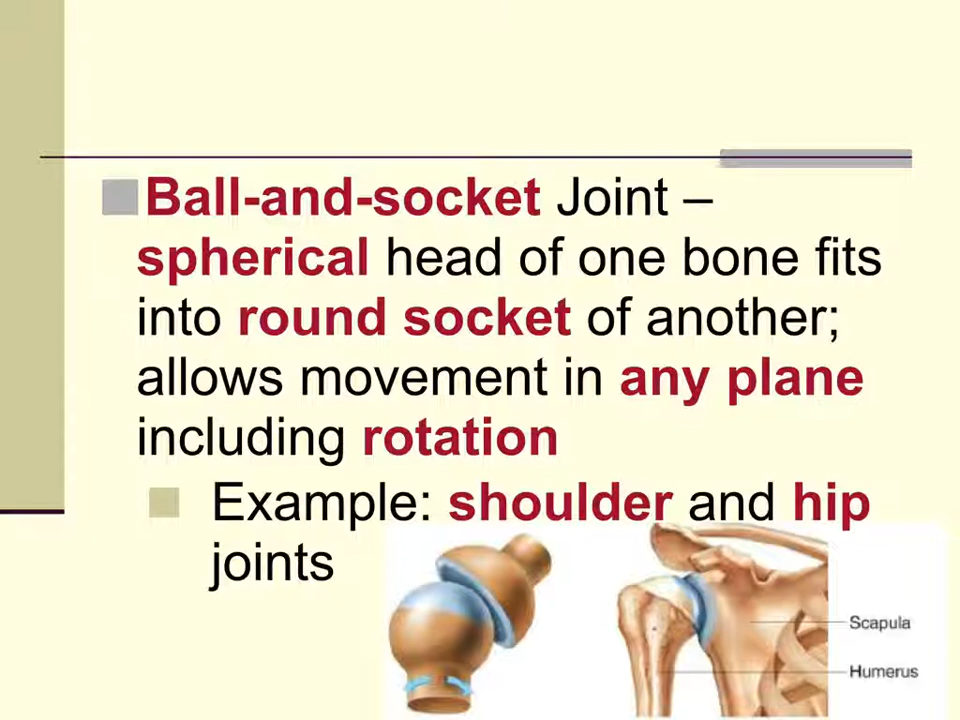 Ball-and-socket Joint –
spherical head of one bone fits
into round socket of another;
allows movement in any plane
including rotation
Example: shoulder and hip
joints
Scapula
Humerus